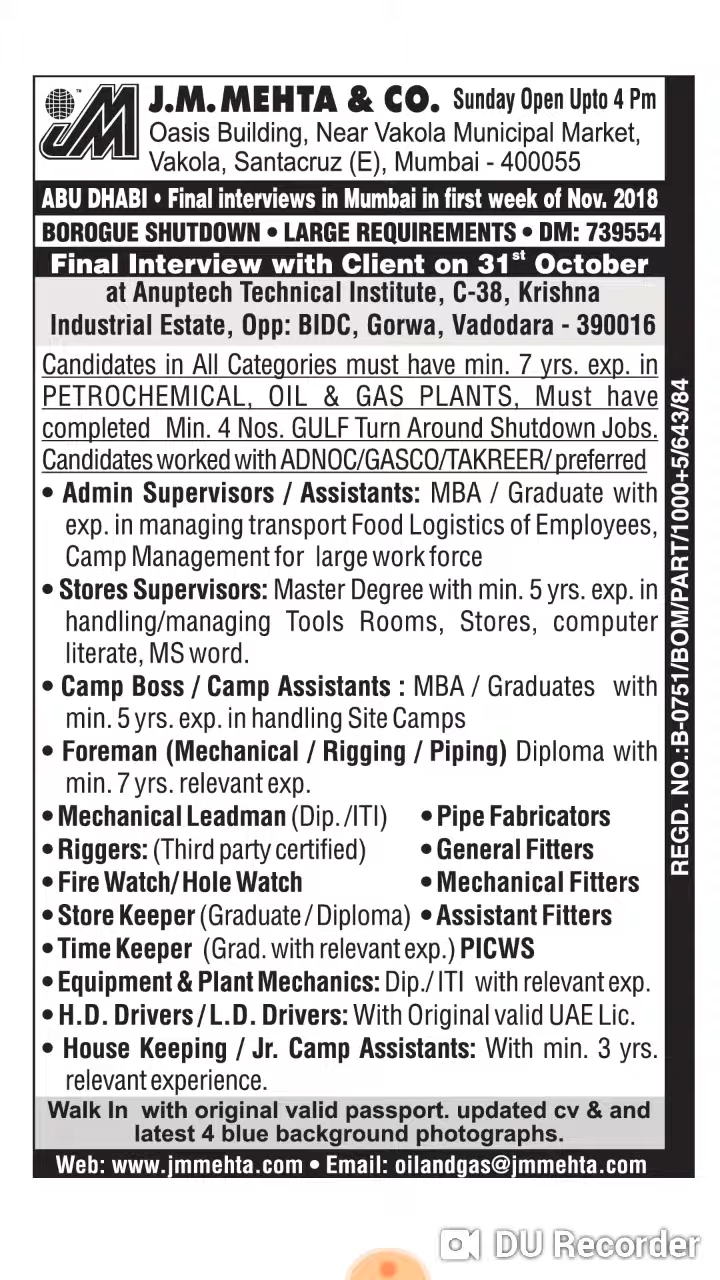 JM ™
J.M. MEHTA & CO. Sunday Open Upto 4 Pm
Oasis Building, Near Vakola Municipal Market,
Vakola, Santacruz (E), Mumbai - 400055
ABU DHABI • Final interviews in Mumbai in first week of Nov. 2018
BOROGUE SHUTDOWN • LARGE REQUIREMENTS • DM: 739554
Final Interview with Client on 31st October
at Anuptech Technical Institute, C-38, Krishna
Industrial Estate, Opp: BIDC, Gorwa, Vadodara - 390016
Candidates in All Categories must have min. 7 yrs. exp. in
PETROCHEMICAL, OIL & GAS PLANTS, Must have
completed Min. 4 Nos. GULF Turn Around Shutdown Jobs.
Candidates worked with ADNOC/GASCO/TAKREER/ preferred
• Admin Supervisors / Assistants: MBA / Graduate with
exp. in managing transport Food Logistics of Employees,
Camp Management for large work force
• Stores Supervisors: Master Degree with min. 5 yrs. exp. in
handling/managing Tools Rooms, Stores, computer
literate, MS word.
• Camp Boss / Camp Assistants : MBA / Graduates with
min. 5 yrs. exp. in handling Site Camps
• Foreman (Mechanical / Rigging / Piping) Diploma with
min. 7 yrs. relevant exp.
• Mechanical Leadman (Dip. /ITI) • Pipe Fabricators
• Riggers: (Third party certified) • General Fitters
• Fire Watch/ Hole Watch • Mechanical Fitters
• Store Keeper (Graduate / Diploma) • Assistant Fitters
• Time Keeper (Grad. with relevant exp.) PICWS
• Equipment & Plant Mechanics: Dip./ ITI with relevant exp.
• H.D. Drivers / L.D. Drivers: With Original valid UAE Lic.
• House Keeping / Jr. Camp Assistants: With min. 3 yrs.
relevant experience.
Walk In with original valid passport. updated cv & and
latest 4 blue background photographs.
Web: www.jmmehta.com • Email: oilandgas@jmmehta.com
REGD. NO.:B-0751/BOM/PART/1000+5/643/84
DU Recorder